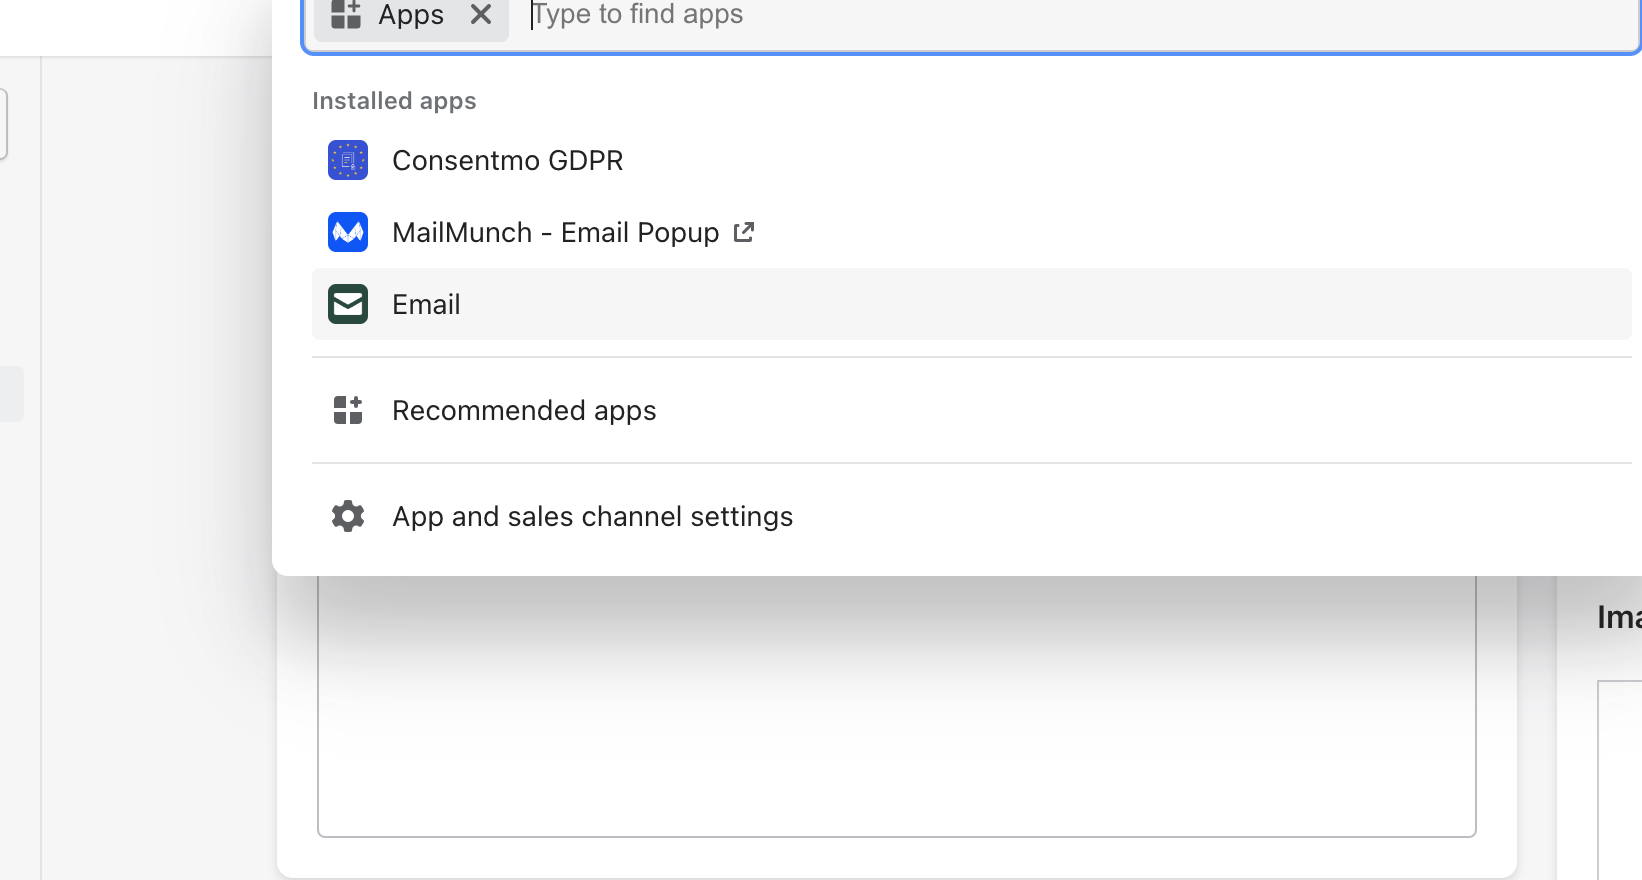 Apps Type to find apps
Installed apps
Consentmo GDPR
MailMunch - Email Popup
Email
Recommended apps
App and sales channel settings